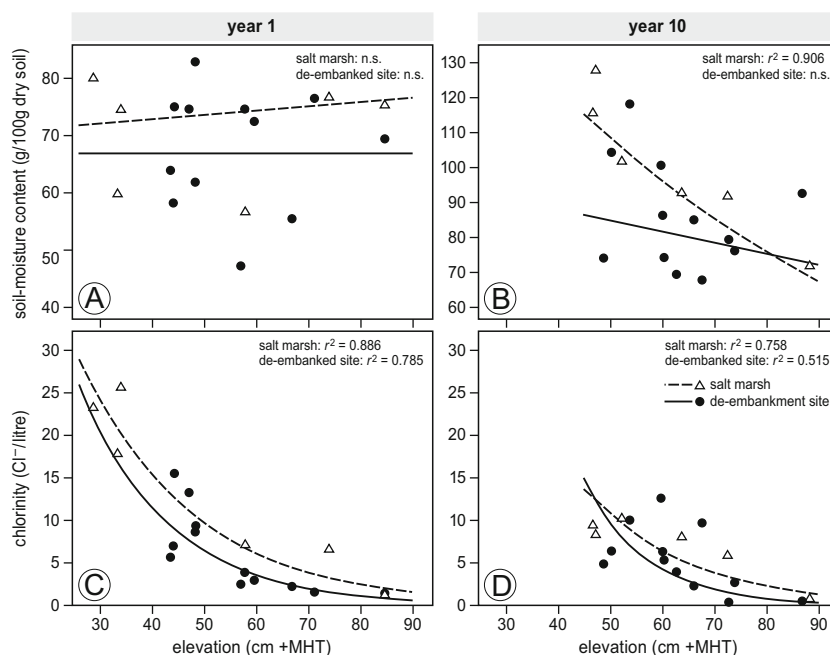 year 1
year 10
soil-moisture content (g/100g dry soil)
80
70
60
50
40
salt marsh: n.s.
de-embanked site: n.s.
A
130
120
110
100
90
80
70
60
salt marsh: r² = 0.906
de-embanked site: n.s.
B
chlorinity (Cl⁻/litre)
30
25
20
15
10
5
0
salt marsh: r² = 0.886
de-embanked site: r² = 0.785
C
30 40 50 60 70 80 90
elevation (cm +MHT)
30
25
20
15
10
5
0
salt marsh: r² = 0.758
de-embanked site: r² = 0.515
salt marsh
de-embankment site
D
30 40 50 60 70 80 90
elevation (cm +MHT)